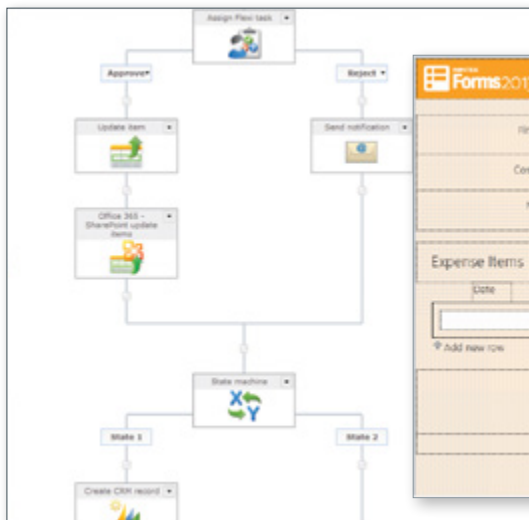 Assign Flexi task
Approve
Reject
Update item
Send notification
Office 365 -
SharePoint update
items
State machine
State 1
State 2
Create CRM record
Forms201
Expense Items
Date
Add new row